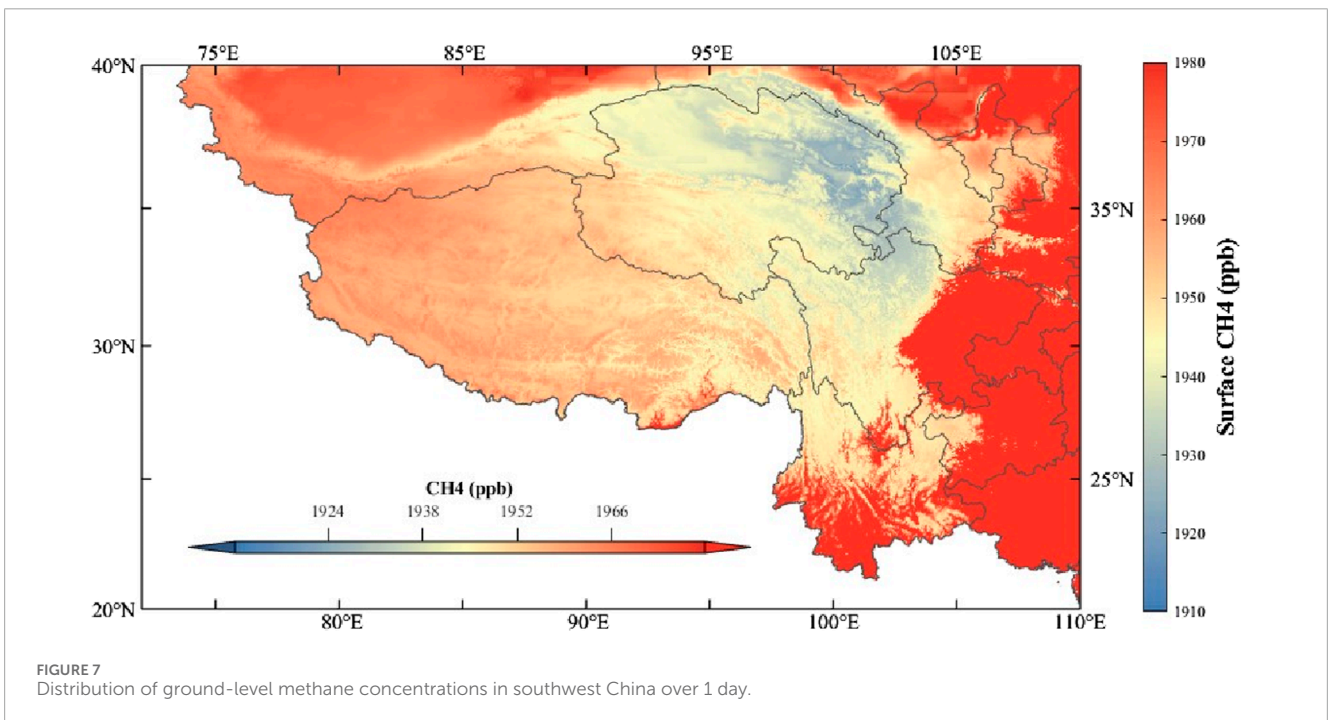 75°E 85°E 95°E 105°E
40°N
35°N
30°N
25°N
20°N
80°E 90°E 100°E 110°E
CH4 (ppb)
1924 1938 1952 1966
1980
1970
1960
1950
1940
1930
1920
1910
Surface CH4 (ppb)
FIGURE 7
Distribution of ground-level methane concentrations in southwest China over 1 day.